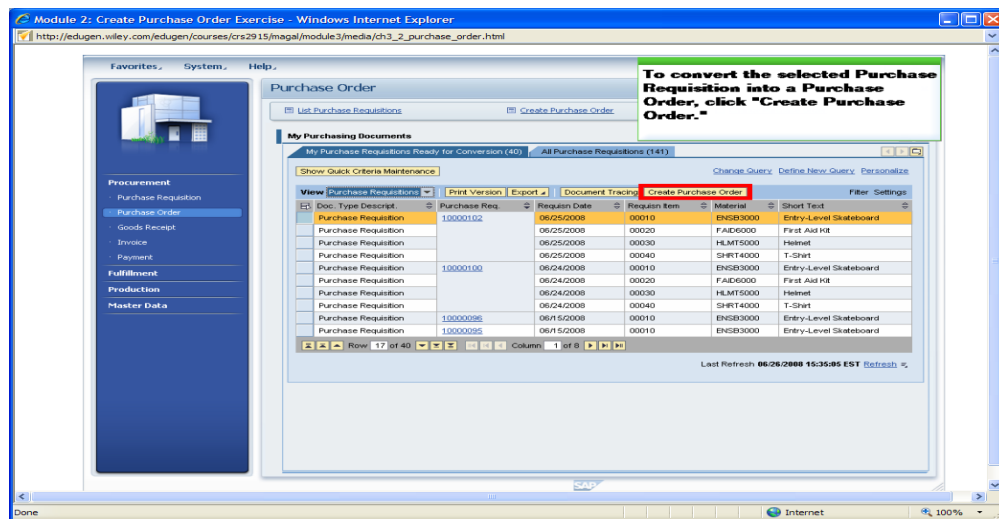 Module 2: Create Purchase Order Exercise - Windows Internet Explorer
http://edugen.wiley.com/edugen/courses/crs2915/magal/module3/media/ch3_2_purchase_order.html
Favorites System Help
To convert the selected Purchase
Requisition into a Purchase
Order, click "Create Purchase
Order."
Purchase Order
List Purchase Requisitions Create Purchase Order
My Purchasing Documents
My Purchase Requisitions Ready for Conversion (40) All Purchase Requisitions (141)
Show Quick Criteria Maintenance Change Query Define New Query Personalize
Procurement
Purchase Requisition
Purchase Order
Goods Receipt
Invoice
Payment
Fulfillment
Production
Master Data
View Purchase Requisitions Print Version Export Document Tracing Create Purchase Order Filter Settings
Doc. Type Descript. Purchase Req. Requisn Date Requisn Item Material Short Text
Purchase Requisition 10000102 06/25/2008 00010 ENSB3000 Entry-Level Skateboard
Purchase Requisition 06/25/2008 00020 FAID6000 First Aid Kit
Purchase Requisition 06/25/2008 00030 HLMT5000 Helmet
Purchase Requisition 06/25/2008 00040 SHRT4000 T-Shirt
Purchase Requisition 10000100 06/24/2008 00010 ENSB3000 Entry-Level Skateboard
Purchase Requisition 06/24/2008 00020 FAID6000 First Aid Kit
Purchase Requisition 06/24/2008 00030 HLMT5000 Helmet
Purchase Requisition 06/24/2008 00040 SHRT4000 T-Shirt
Purchase Requisition 10000096 06/15/2008 00010 ENSB3000 Entry-Level Skateboard
Purchase Requisition 10000095 06/15/2008 00010 ENSB3000 Entry-Level Skateboard
Row 17 of 40 Column 1 of 8
Last Refresh 06/26/2008 15:35:05 EST Refresh
SAP
Done Internet 100%